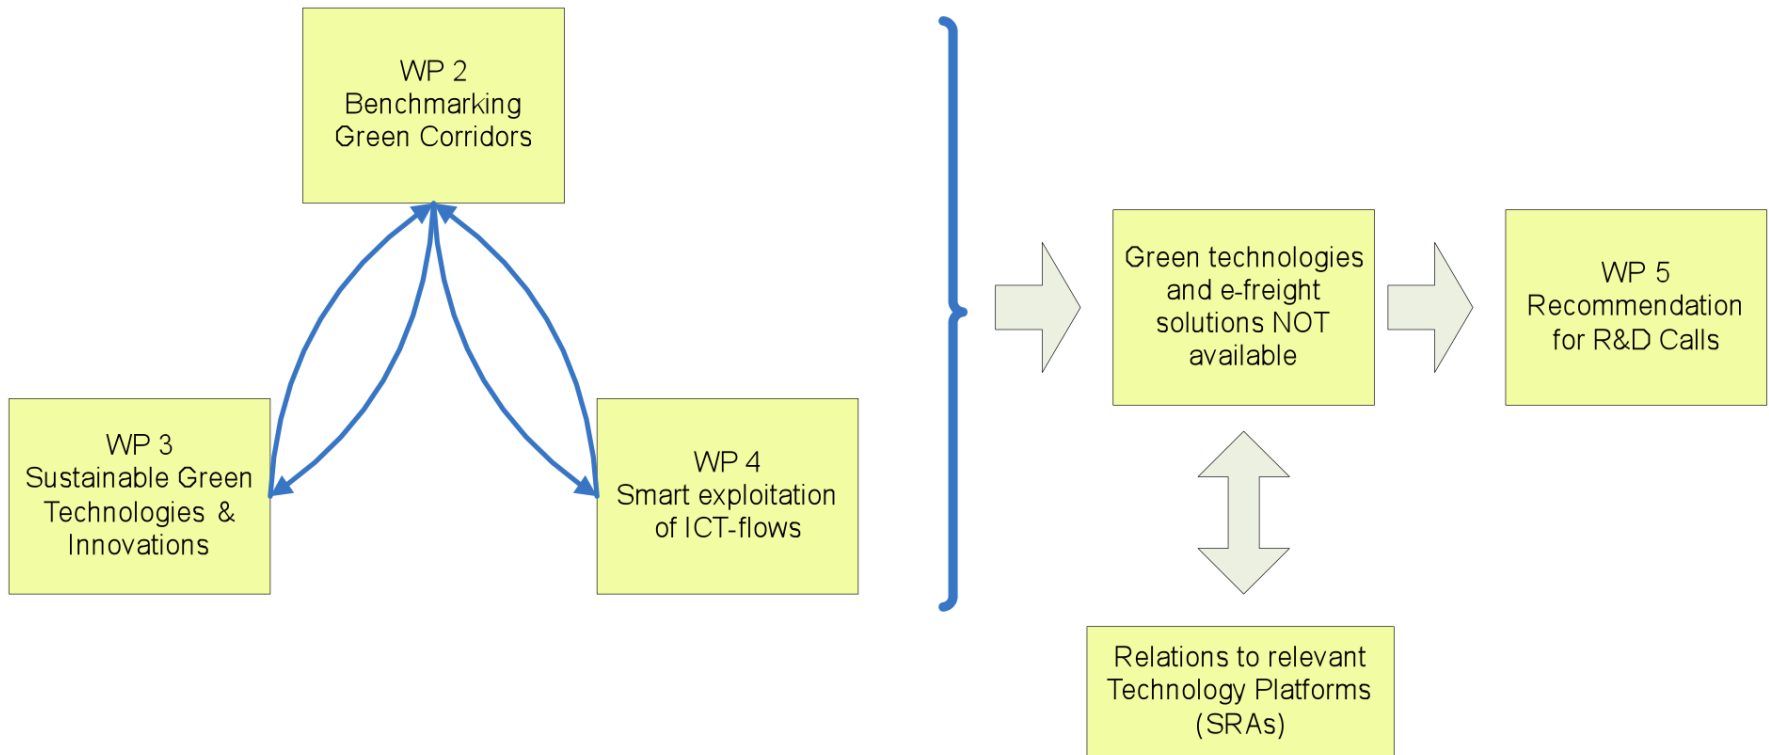 WP 2
Benchmarking
Green Corridors
WP 3
Sustainable Green
Technologies &
Innovations
WP 4
Smart exploitation
of ICT-flows
Green technologies
and e-freight
solutions NOT
available
WP 5
Recommendation
for R&D Calls
Relations to relevant
Technology Platforms
(SRAs)